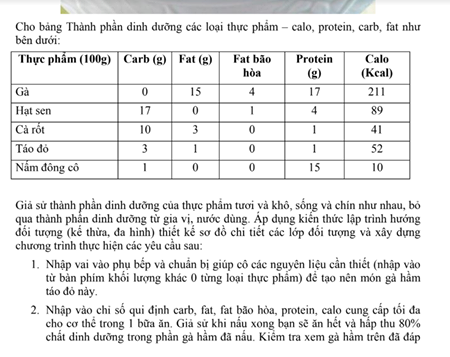 Cho bảng Thành phần dinh dưỡng các loại thực phẩm – calo, protein, carb, fat như
bên dưới:
Thực phẩm (100g) Carb (g) Fat (g) Fat bão hòa Protein (g) Calo (Kcal)
Gà 0 15 4 17 211
Hạt sen 17 0 1 4 89
Cà rốt 10 3 0 1 41
Táo đỏ 3 1 0 1 52
Nấm đông cô 1 0 0 15 10
Giả sử thành phần dinh dưỡng của thực phẩm tươi và khô, sống và chín như nhau, bỏ
qua thành phần dinh dưỡng từ gia vị, nước dùng. Áp dụng kiến thức lập trình hướng
đối tượng (kế thừa, đa hình) thiết kế sơ đồ chi tiết các lớp đối tượng và xây dựng
chương trình thực hiện các yêu cầu sau:
1. Nhập vai vào phụ bếp và chuẩn bị giúp cô các nguyên liệu cần thiết (nhập vào
từ bàn phím khối lượng khác 0 từng loại thực phẩm) để tạo nên món gà hầm
táo đỏ này.
2. Nhập vào chỉ số qui định carb, fat, fat bão hòa, protein, calo cung cấp tối đa
cho cơ thể trong 1 bữa ăn. Giả sử khi nấu xong bạn sẽ ăn hết và hấp thu 80%
chất dinh dưỡng trong phần gà hầm đã nấu. Kiểm tra xem gà hầm trên đã đáp